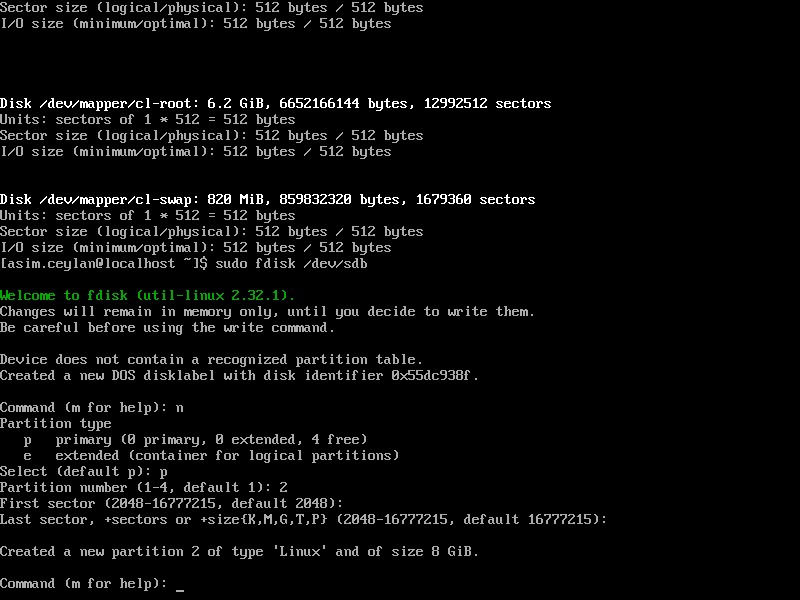 Sector size (logical/physical): 512 bytes / 512 bytes
I/O size (minimum/optimal): 512 bytes / 512 bytes
Disk /dev/mapper/cl-root: 6.2 GiB, 6652166144 bytes, 12992512 sectors
Units: sectors of 1 * 512 = 512 bytes
Sector size (logical/physical): 512 bytes / 512 bytes
I/O size (minimum/optimal): 512 bytes / 512 bytes
Disk /dev/mapper/cl-swap: 820 MiB, 859832320 bytes, 1679360 sectors
Units: sectors of 1 * 512 = 512 bytes
Sector size (logical/physical): 512 bytes / 512 bytes
I/O size (minimum/optimal): 512 bytes / 512 bytes
[asim.ceylan@localhost ~]$ sudo fdisk /dev/sdb
Welcome to fdisk (util-linux 2.32.1).
Changes will remain in memory only, until you decide to write them.
Be careful before using the write command.
Device does not contain a recognized partition table.
Created a new DOS disklabel with disk identifier 0x55dc938f.
Command (m for help): n
Partition type
   p   primary (0 primary, 0 extended, 4 free)
   e   extended (container for logical partitions)
Select (default p): p
Partition number (1-4, default 1): 2
First sector (2048-16777215, default 2048):
Last sector, +sectors or +size{K,M,G,T,P} (2048-16777215, default 16777215):
Created a new partition 2 of type 'Linux' and of size 8 GiB.
Command (m for help): _